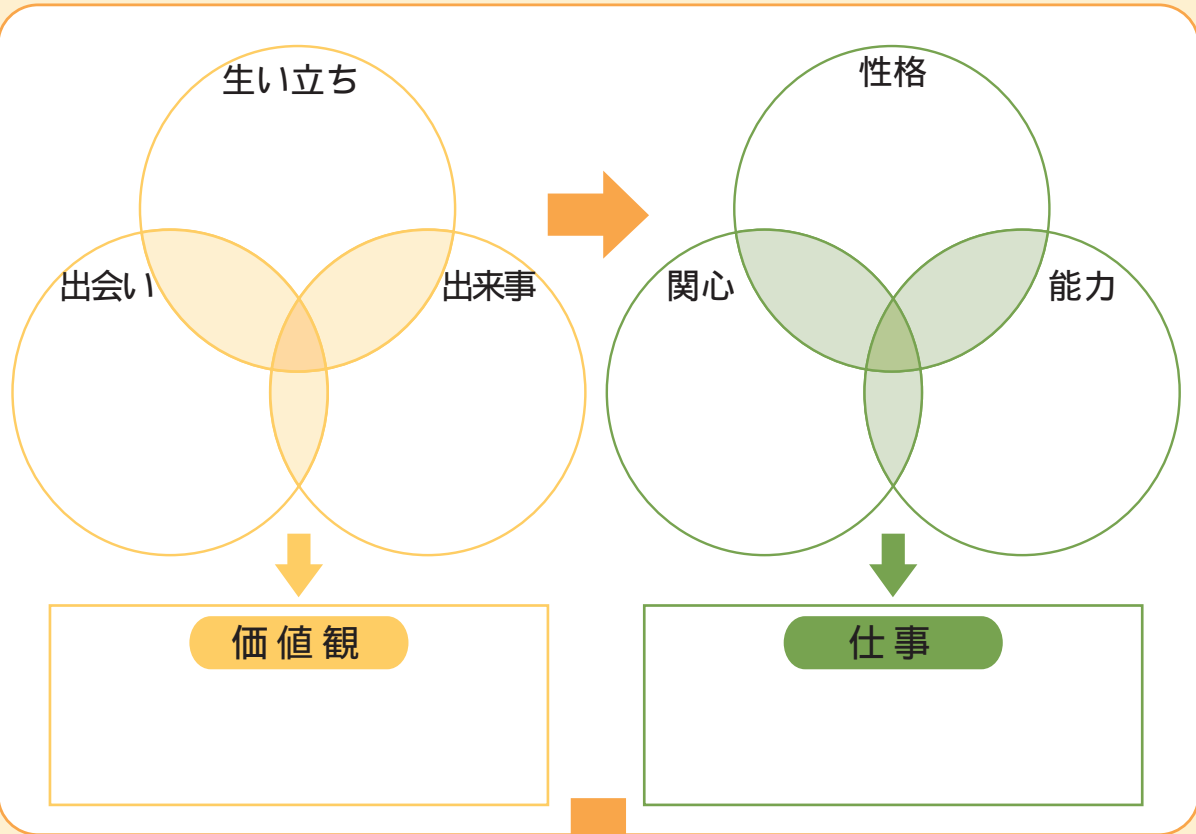 生い立ち
出会い
出来事
価値観
性格
関心
能力
仕事